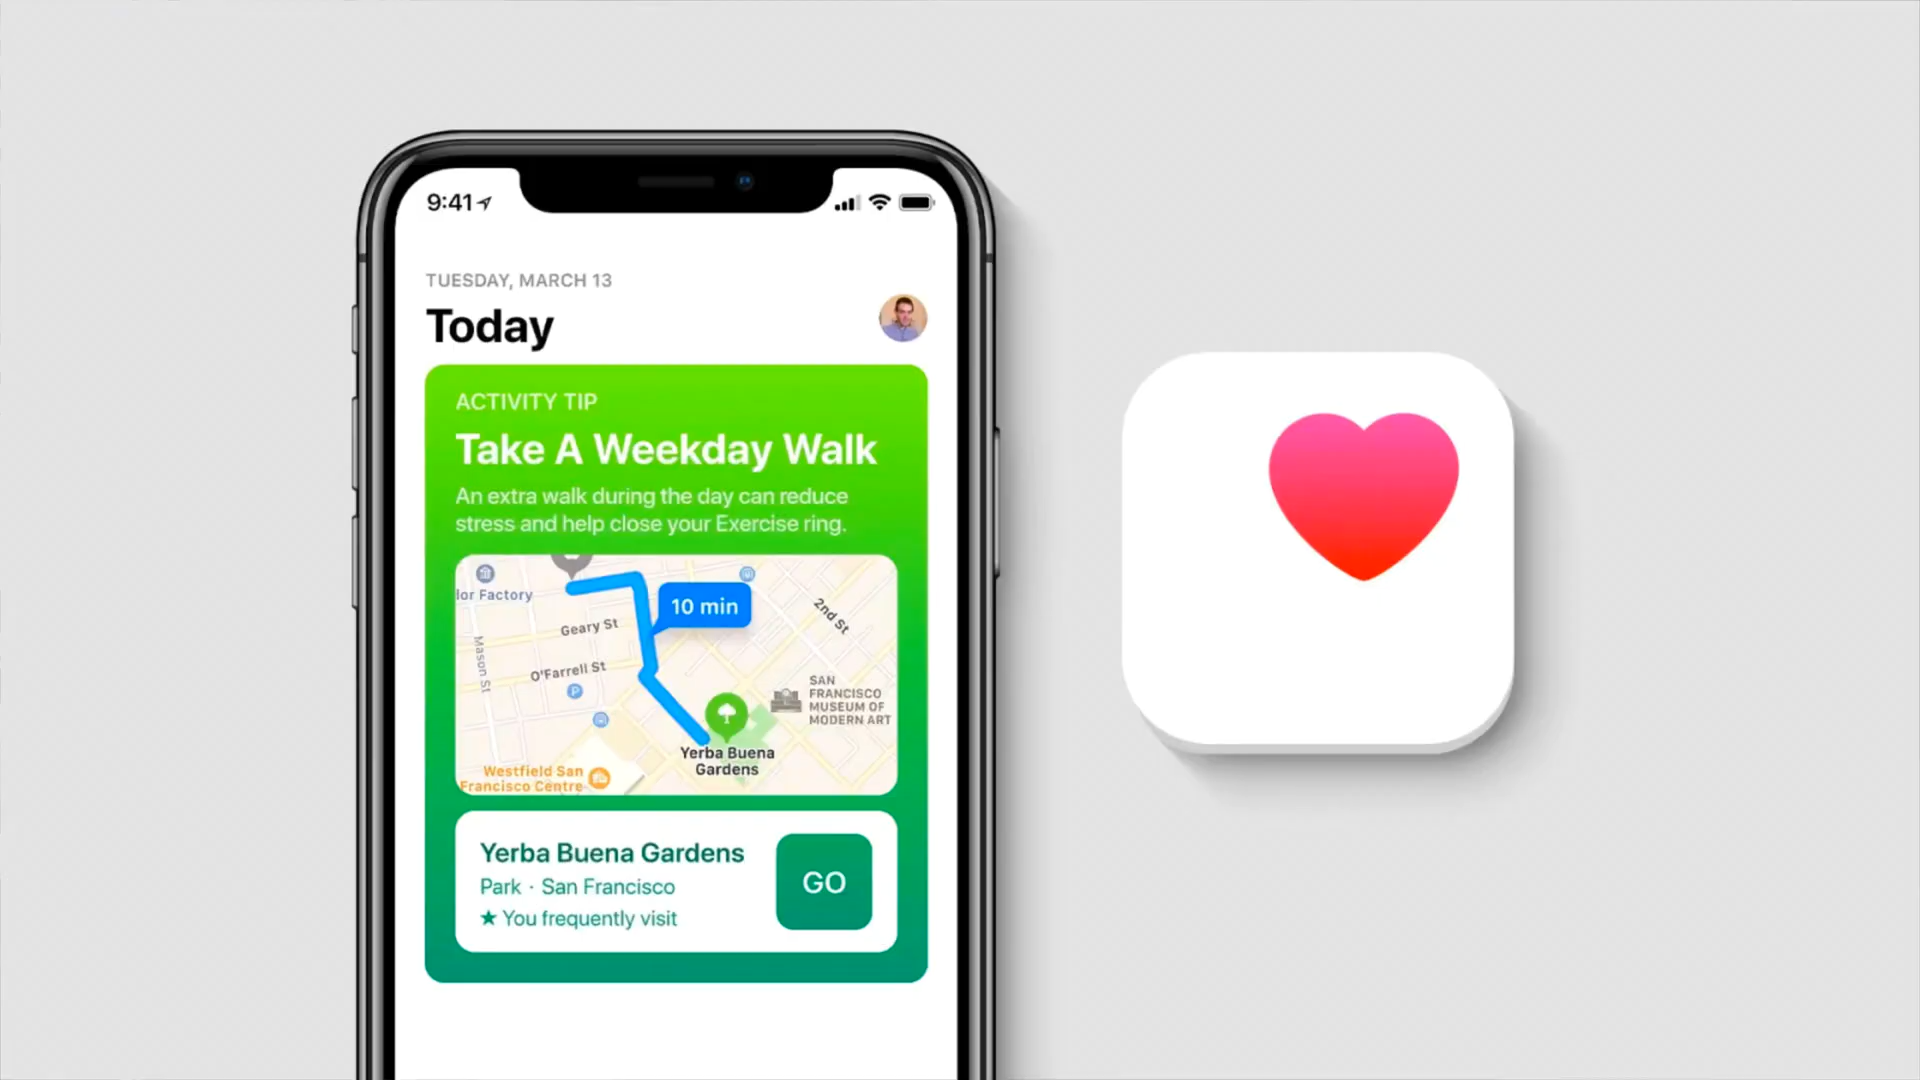 9:41
TUESDAY, MARCH 13
Today
ACTIVITY TIP
Take A Weekday Walk
An extra walk during the day can reduce
stress and help close your Exercise ring.
lor Factory
10 min
2nd St
Geary St
Mason St
O'Farrell St
P
SAN
FRANCISCO
MUSEUM OF
MODERN ART
Yerba Buena
Gardens
Westfield San
Francisco Centre
Yerba Buena Gardens
Park · San Francisco
★ You frequently visit
GO